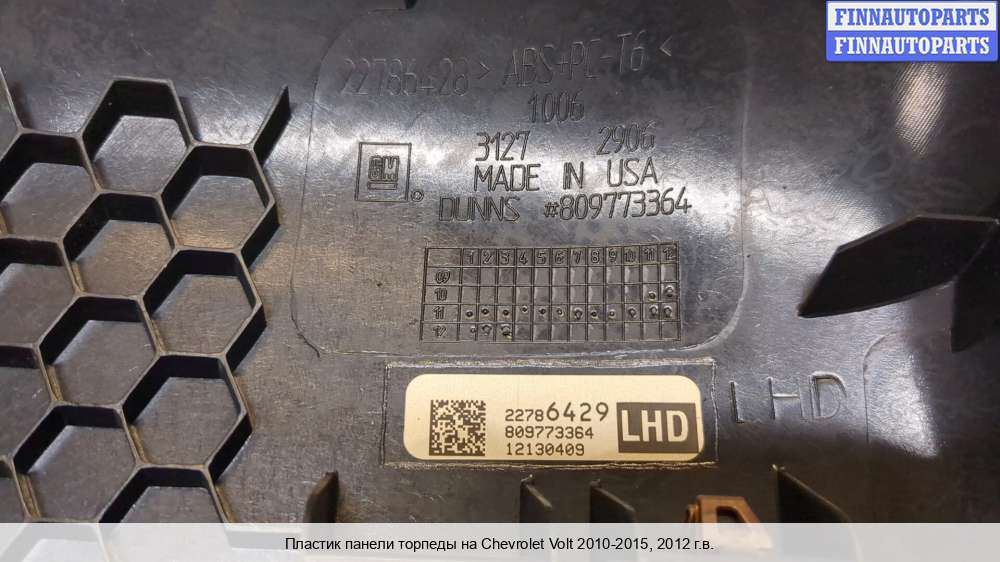 FINNAUTOPARTS
FINNAUTOPARTS
22786428 >ABS+PC-T6<
1006
3127 2906
GM
MADE IN USA
DUNNS #809773364
1 2 3 4 5 6 7 8 9 10 11 12
09
10
11
12
LHD
22786429
809773364
12130409
LHD
Пластик панели торпеды на Chevrolet Volt 2010-2015, 2012 г.в.